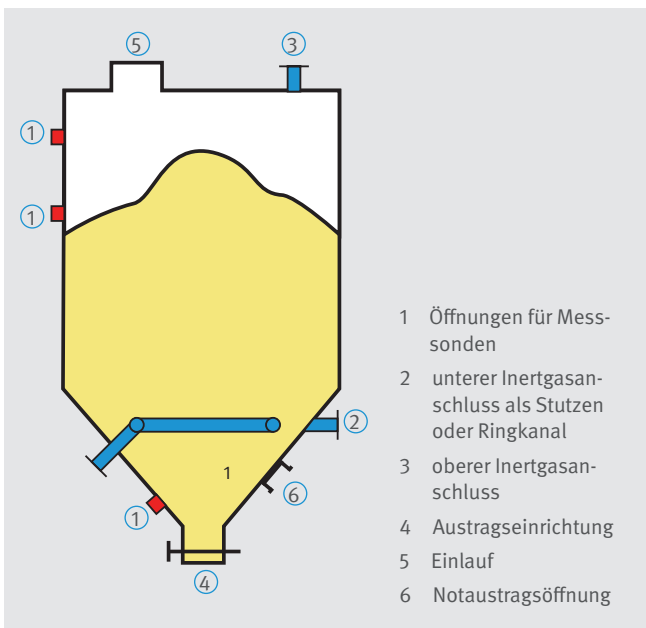 5
3
1
1
1 Öffnungen für Mess-
sonden
2 unterer Inertgasan-
schluss als Stutzen
oder Ringkanal
3 oberer Inertgasan-
schluss
4 Austragseinrichtung
5 Einlauf
6 Notaustragsöffnung
2
1
6
1
4